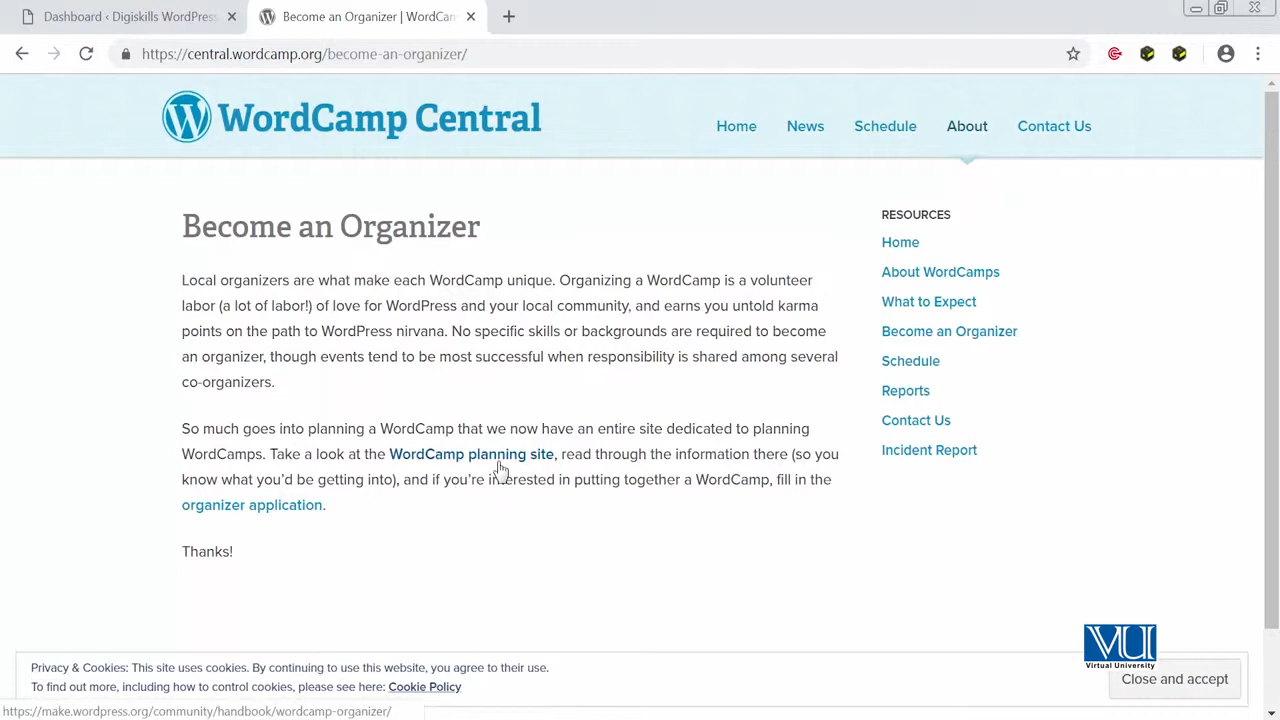 Dashboard ‹ Digiskills WordPress
Become an Organizer | WordCam
https://central.wordcamp.org/become-an-organizer/
WordCamp Central
Home News Schedule About Contact Us
Become an Organizer
Local organizers are what make each WordCamp unique. Organizing a WordCamp is a volunteer
labor (a lot of labor!) of love for WordPress and your local community, and earns you untold karma
points on the path to WordPress nirvana. No specific skills or backgrounds are required to become
an organizer, though events tend to be most successful when responsibility is shared among several
co-organizers.
So much goes into planning a WordCamp that we now have an entire site dedicated to planning
WordCamps. Take a look at the WordCamp planning site, read through the information there (so you
know what you'd be getting into), and if you're interested in putting together a WordCamp, fill in the
organizer application.
Thanks!
RESOURCES
Home
About WordCamps
What to Expect
Become an Organizer
Schedule
Reports
Contact Us
Incident Report
Privacy & Cookies: This site uses cookies. By continuing to use this website, you agree to their use.
To find out more, including how to control cookies, please see here: Cookie Policy
Close and accept
VU
Virtual University
https://make.wordpress.org/community/handbook/wordcamp-organizer/